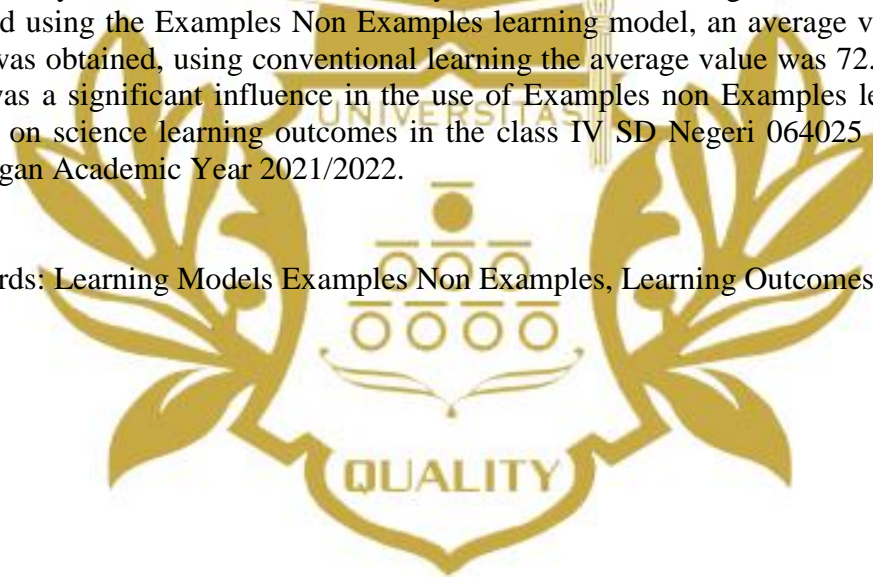 d using the Examples Non Examples learning model, an average v
was obtained, using conventional learning the average value was 72.
was a significant influence in the use of Examples non Examples le
on science learning outcomes in the class IV SD Negeri 064025
gan Academic Year 2021/2022.
UNIVERSITAS
rds: Learning Models Examples Non Examples, Learning Outcomes
QUALITY